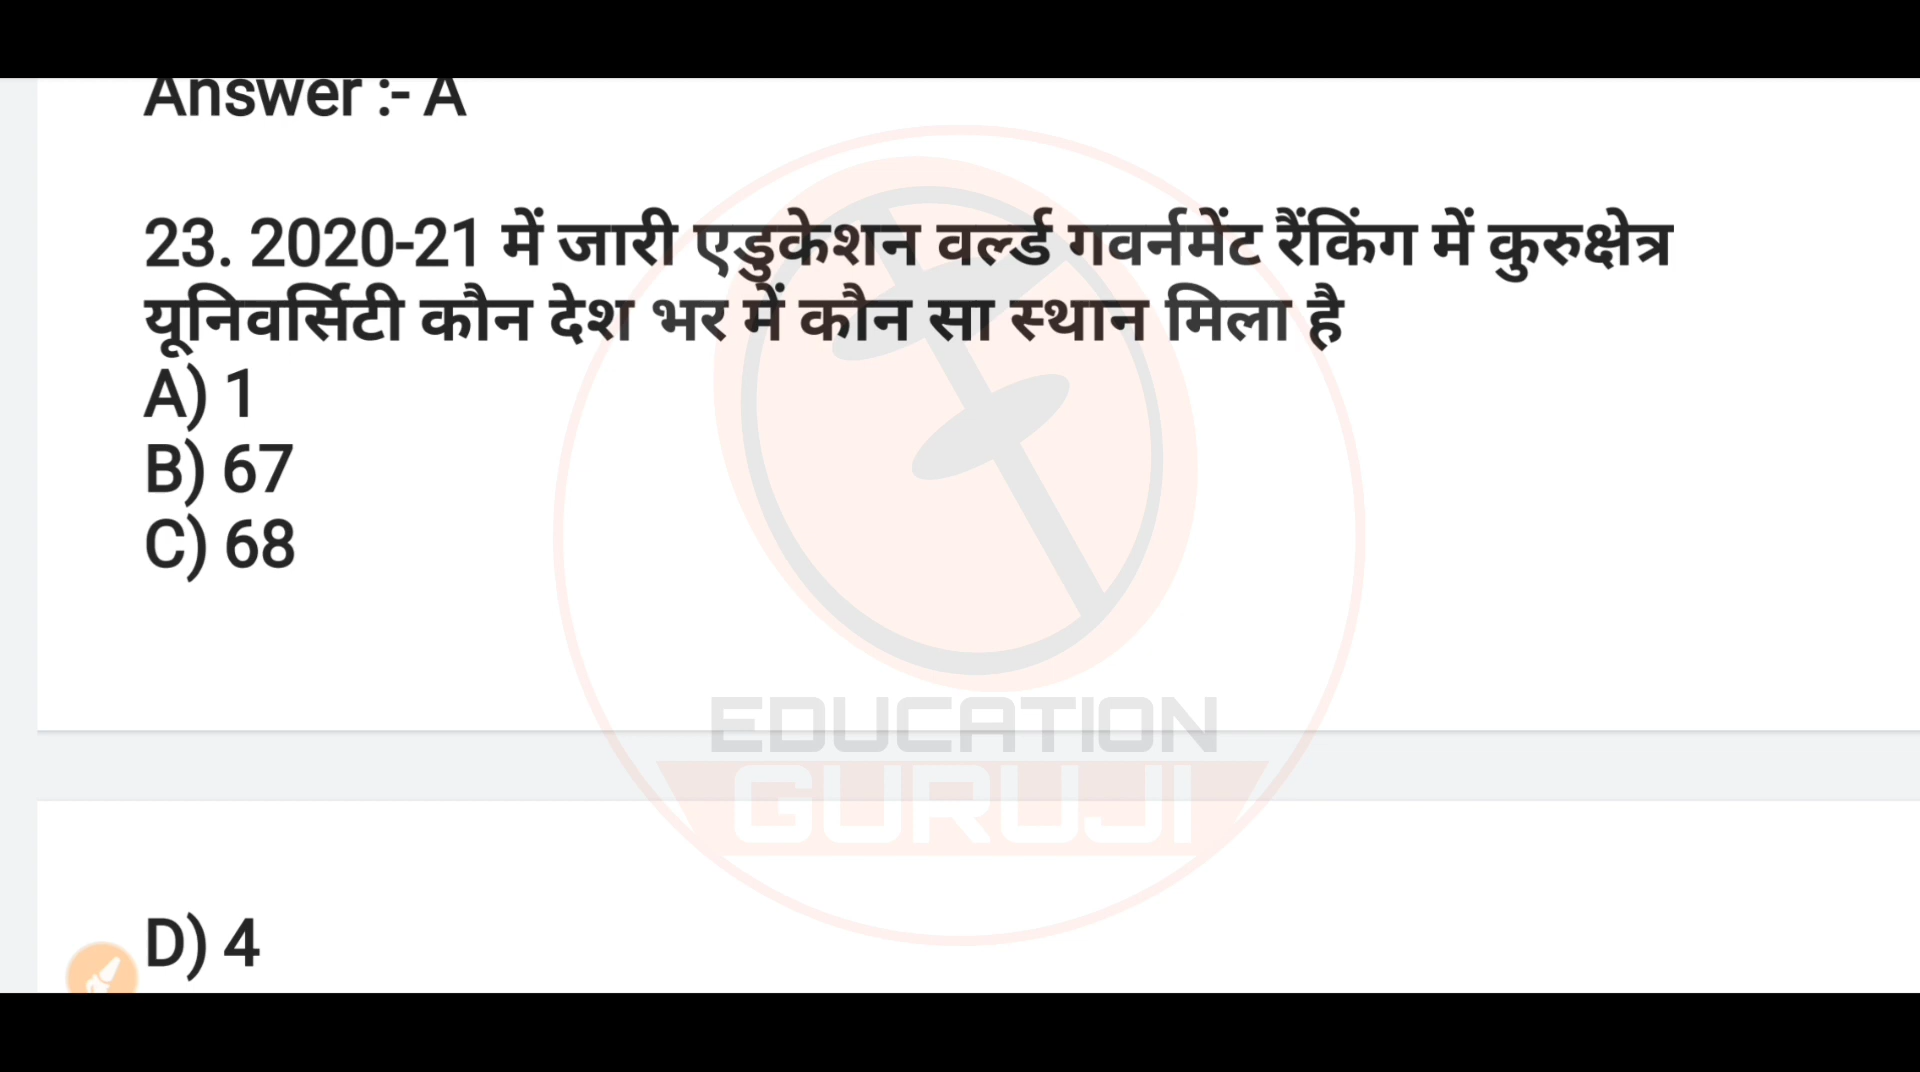 Answer :- A
23. 2020-21 में जारी एडुकेशन वर्ल्ड गवर्नमेंट रैंकिंग में कुरुक्षेत्र
यूनिवर्सिटी कौन देश भर में कौन सा स्थान मिला है
A) 1
B) 67
C) 68
EDUCATION
GURUJI
D) 4